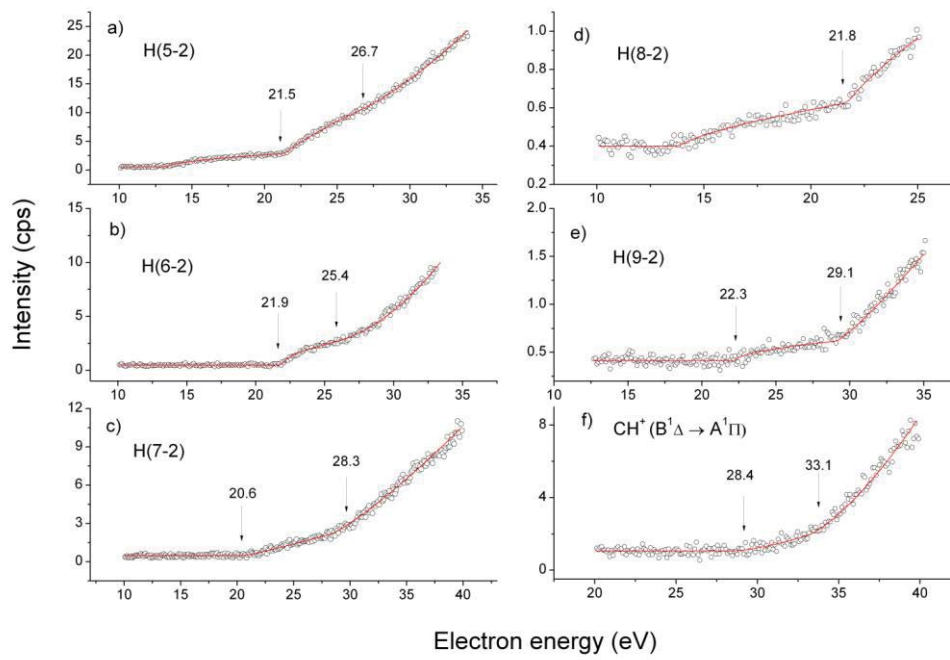 a)
H(5-2)
21.5
26.7
25
20
15
10
5
0
10 15 20 25 30 35
b)
H(6-2)
21.9
25.4
15
10
5
0
10 15 20 25 30 35
c)
H(7-2)
20.6
28.3
12
9
6
3
0
10 15 20 25 30 35 40
d)
H(8-2)
21.8
1.0
0.8
0.6
0.4
0.2
10 15 20 25
e)
H(9-2)
22.3
29.1
2.0
1.5
1.0
0.5
15 20 25 30 35
f)
CH⁺ (B¹Δ → A¹Π)
28.4
33.1
8
4
0
20 25 30 35 40
Intensity (cps)
Electron energy (eV)